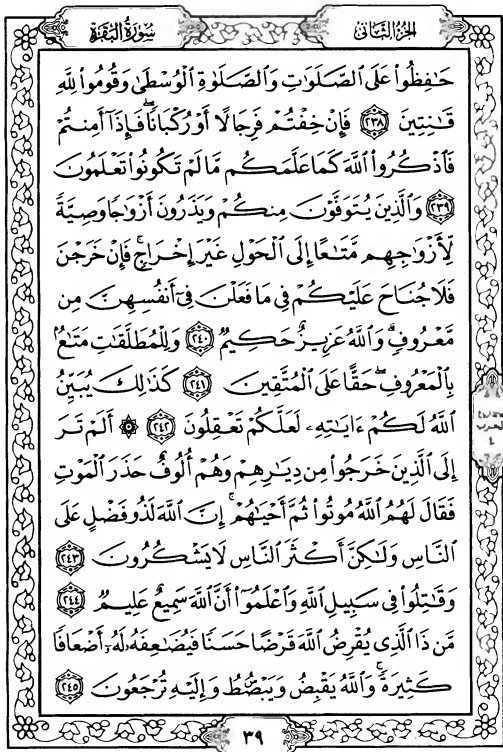 الجزء الثاني
سورة البقرة
حَٰفِظُوا۟ عَلَى ٱلصَّلَوَٰتِ وَٱلصَّلَوٰةِ ٱلْوُسْطَىٰ وَقُومُوا۟ لِلَّهِ
قَٰنِتِينَ ٢٣٨ فَإِنْ خِفْتُمْ فَرِجَالًا أَوْ رُكْبَانًا ۖ فَإِذَآ أَمِنتُمْ
فَٱذْكُرُوا۟ ٱللَّهَ كَمَا عَلَّمَكُم مَّا لَمْ تَكُونُوا۟ تَعْلَمُونَ
٢٣٩ وَٱلَّذِينَ يُتَوَفَّوْنَ مِنكُمْ وَيَذَرُونَ أَزْوَٰجًا وَصِيَّةً
لِّأَزْوَٰجِهِم مَّتَٰعًا إِلَى ٱلْحَوْلِ غَيْرَ إِخْرَاجٍ ۚ فَإِنْ خَرَجْنَ
فَلَا جُنَاحَ عَلَيْكُمْ فِى مَا فَعَلْنَ فِىٓ أَنفُسِهِنَّ مِن
مَّعْرُوفٍ ۗ وَٱللَّهُ عَزِيزٌ حَكِيمٌ ٢٤٠ وَلِلْمُطَلَّقَٰتِ مَتَٰعٌۢ
بِٱلْمَعْرُوفِ ۖ حَقًّا عَلَى ٱلْمُتَّقِينَ ٢٤١ كَذَٰلِكَ يُبَيِّنُ
ٱللَّهُ لَكُمْ ءَايَٰتِهِۦ لَعَلَّكُمْ تَعْقِلُونَ ٢٤٢ ۞ أَلَمْ تَرَ
إِلَى ٱلَّذِينَ خَرَجُوا۟ مِن دِيَٰرِهِمْ وَهُمْ أُلُوفٌ حَذَرَ ٱلْمَوْتِ
فَقَالَ لَهُمُ ٱللَّهُ مُوتُوا۟ ثُمَّ أَحْيَٰهُمْ ۚ إِنَّ ٱللَّهَ لَذُو فَضْلٍ عَلَى
ٱلنَّاسِ وَلَٰكِنَّ أَكْثَرَ ٱلنَّاسِ لَا يَشْكُرُونَ ٢٤٣
وَقَٰتِلُوا۟ فِى سَبِيلِ ٱللَّهِ وَٱعْلَمُوٓا۟ أَنَّ ٱللَّهَ سَمِيعٌ عَلِيمٌ ٢٤٤
مَّن ذَا ٱلَّذِى يُقْرِضُ ٱللَّهَ قَرْضًا حَسَنًا فَيُضَٰعِفَهُۥ لَهُۥٓ أَضْعَافًا
كَثِيرَةً ۚ وَٱللَّهُ يَقْبِضُ وَيَبْصُۜطُ وَإِلَيْهِ تُرْجَعُونَ ٢٤٥
٣٩